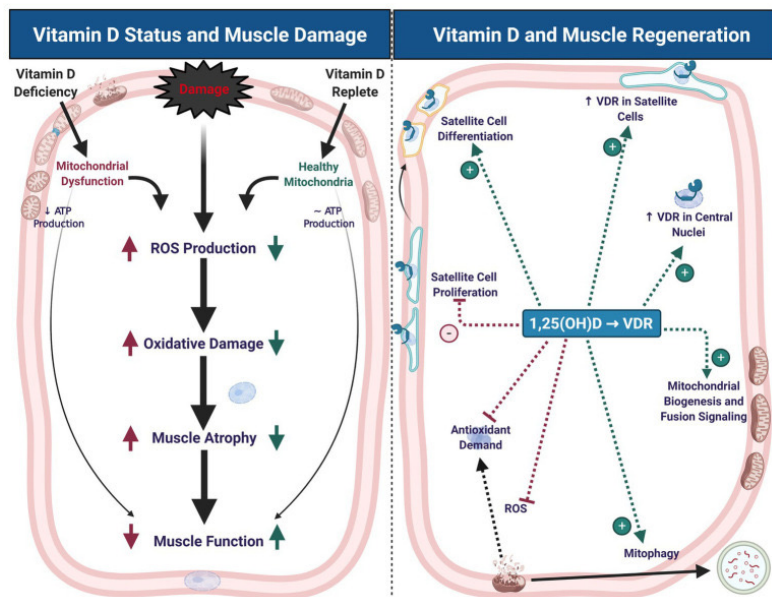 Vitamin D Status and Muscle Damage
Vitamin D
Deficiency
Damage
Vitamin D
Replete
Mitochondrial
Dysfunction
Healthy
Mitochondria
↓ ATP
Production
~ ATP
Production
ROS Production
Oxidative Damage
Muscle Atrophy
Muscle Function
Vitamin D and Muscle Regeneration
Satellite Cell
Differentiation
↑ VDR in Satellite
Cells
+
+
↑ VDR in Central
Nuclei
+
Satellite Cell
Proliferation
-
1,25(OH)D → VDR
+
Mitochondrial
Biogenesis and
Fusion Signaling
Antioxidant
Demand
ROS
+
Mitophagy